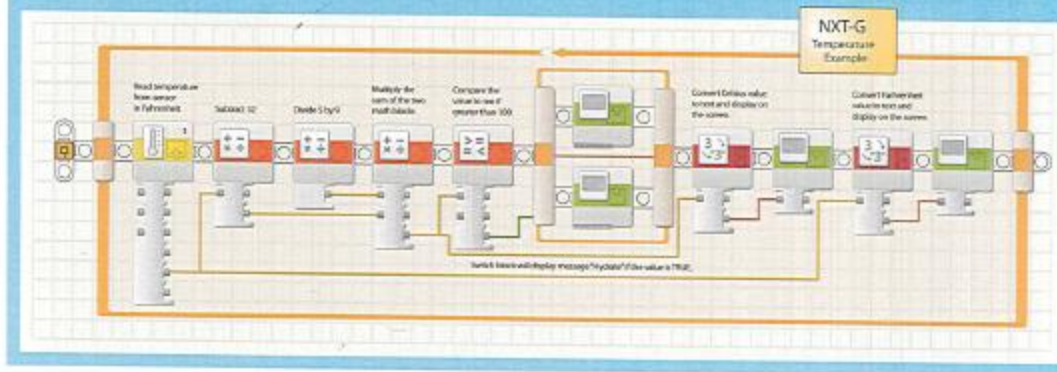 NXT-G
Temperature
Example
Read temperature
from sensor
in Fahrenheit
Subtract 32
Divide 5 by 9
Multiply the
sum of the two
math blocks
Compare the
value to see if
greater than 100
Convert Celsius value
to text and display on
the screen
Convert Fahrenheit
value to text and
display on the screen
Switch block will display message "Hydrate" if the value is TRUE.